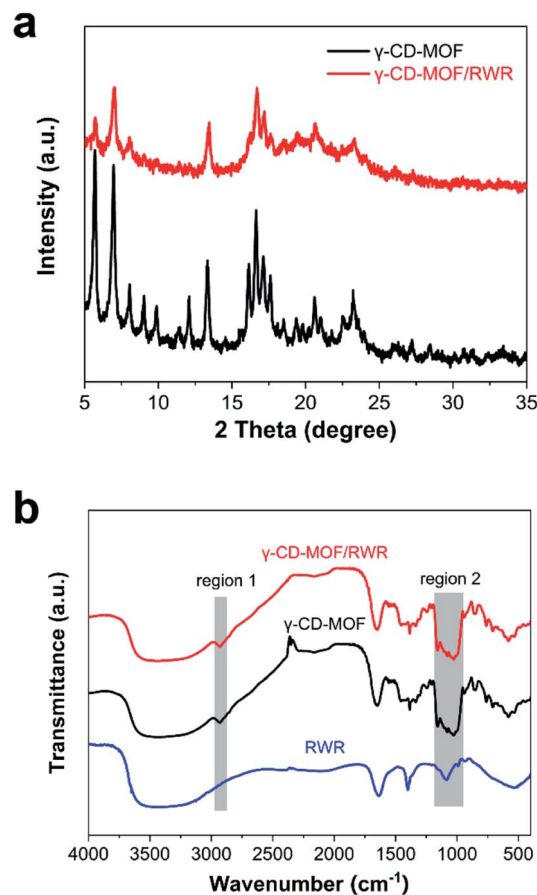 a
γ-CD-MOF
γ-CD-MOF/RWR
Intensity (a.u.)
5 10 15 20 25 30 35
2 Theta (degree)
b
γ-CD-MOF/RWR
region 1
region 2
γ-CD-MOF
RWR
Transmittance (a.u.)
4000 3500 3000 2500 2000 1500 1000 500
Wavenumber (cm⁻¹)